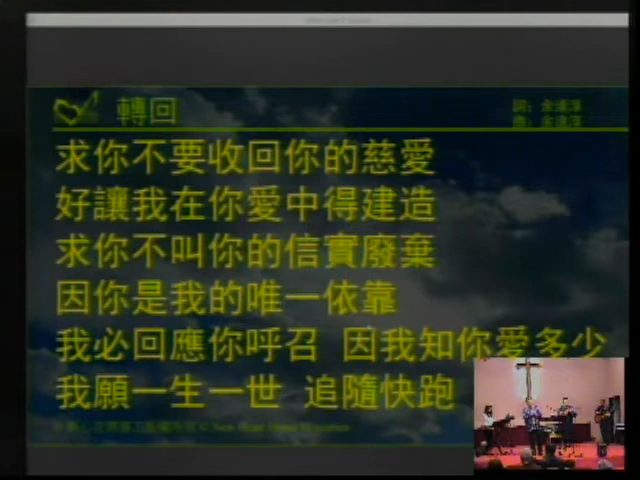 轉回
求你不要收回你的慈愛
好讓我在你愛中得建造
求你不叫你的信實廢棄
因你是我的唯一依靠
我必回應你呼召 因我知你愛多少
我願一生一世 追隨快跑